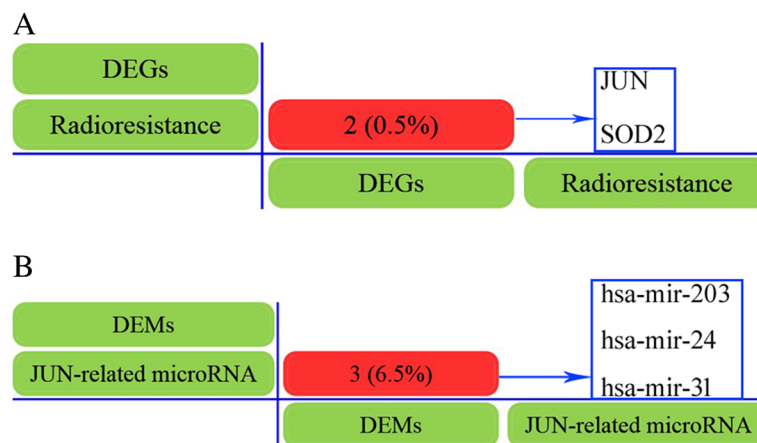 A
DEGs
Radioresistance
2 (0.5%)
JUN
SOD2
DEGs
Radioresistance
B
DEMs
JUN-related microRNA
3 (6.5%)
hsa-mir-203
hsa-mir-24
hsa-mir-31
DEMs
JUN-related microRNA